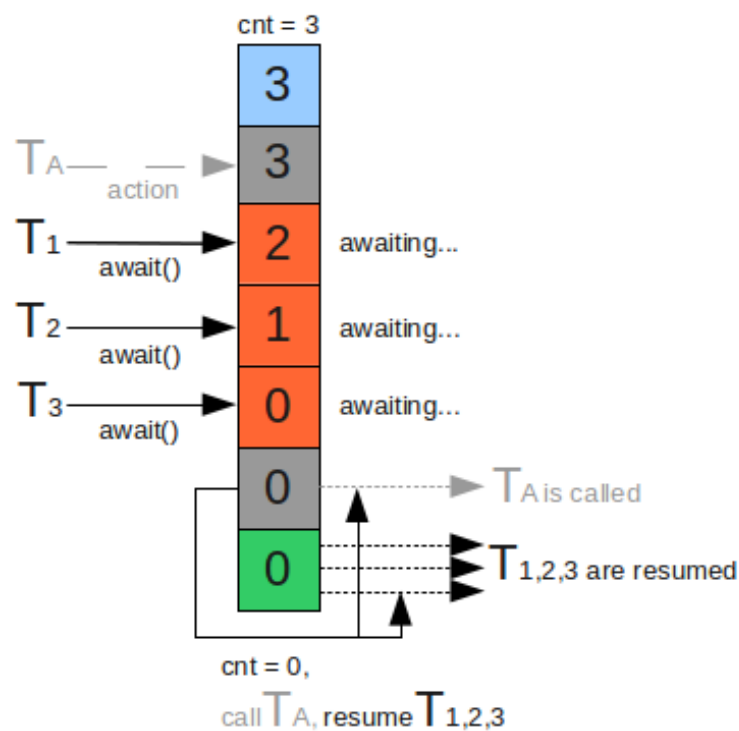 cnt = 3
3
TA
action
3
T1
await()
2
awaiting...
T2
await()
1
awaiting...
T3
await()
0
awaiting...
0
TA is called
0
T1,2,3 are resumed
cnt = 0,
call TA, resume T1,2,3